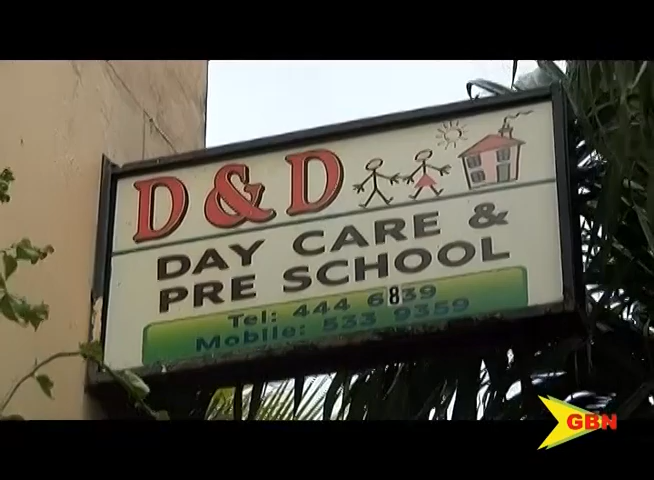 D & D
DAY CARE &
PRE SCHOOL
Tel: 444 6839
Mobile: 533 9359
GBN